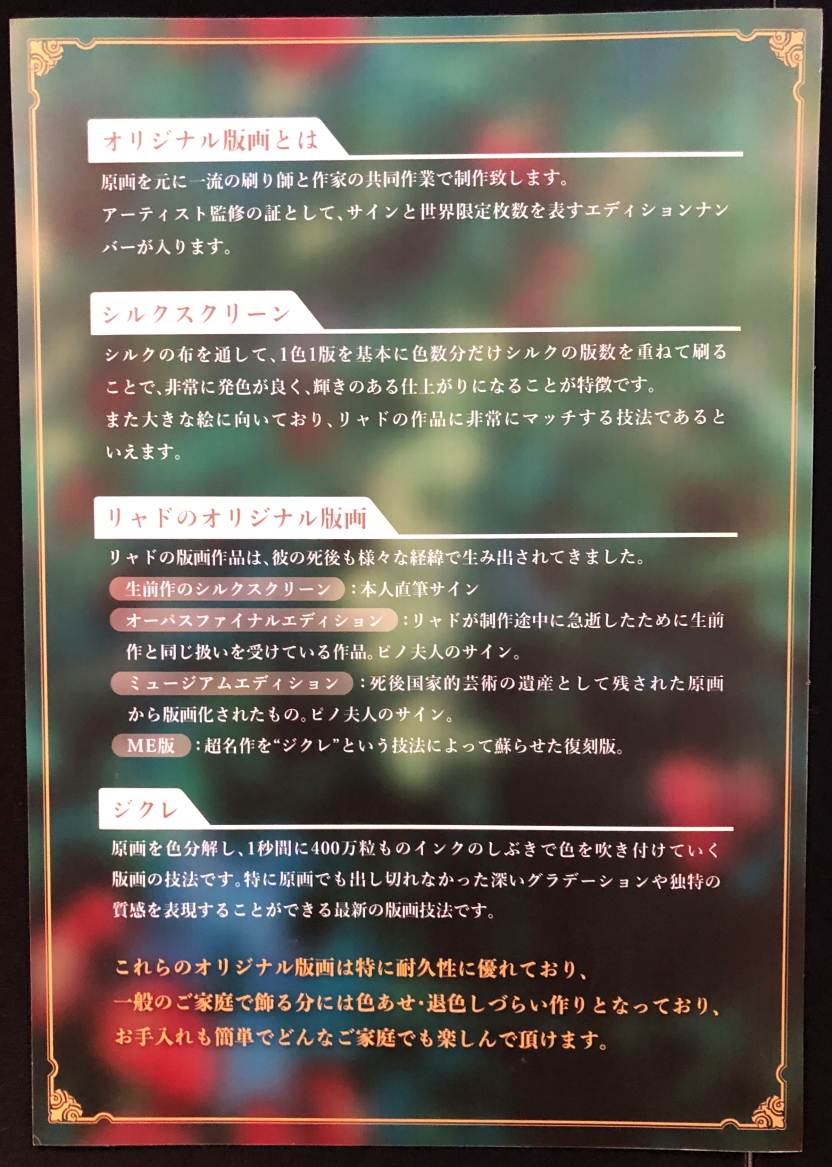 オリジナル版画とは
原画を元に一流の刷り師と作家の共同作業で制作致します。
アーティスト監修の証として、サインと世界限定枚数を表すエディションナン
バーが入ります。
シルクスクリーン
シルクの布を通して、1色1版を基本に色数分だけシルクの版数を重ねて刷る
ことで、非常に発色が良く、輝きのある仕上がりになることが特徴です。
また大きな絵に向いており、リャドの作品に非常にマッチする技法であると
いえます。
リャドのオリジナル版画
リャドの版画作品は、彼の死後も様々な経緯で生み出されてきました。
生前作のシルクスクリーン：本人直筆サイン
オーパスファイナルエディション：リャドが制作途中に急逝したために生前
作と同じ扱いを受けている作品。ピノ夫人のサイン。
ミュージアムエディション：死後国家的芸術の遺産として残された原画
から版画化されたもの。ピノ夫人のサイン。
ME版：超名作を“ジクレ”という技法によって蘇らせた復刻版。
ジクレ
原画を色分解し、1秒間に400万粒ものインクのしぶきで色を吹き付けていく
版画の技法です。特に原画でも出し切れなかった深いグラデーションや独特の
質感を表現することができる最新の版画技法です。
これらのオリジナル版画は特に耐久性に優れており、
一般のご家庭で飾る分には色あせ・退色しづらい作りとなっており、
お手入れも簡単でどんなご家庭でも楽しんで頂けます。